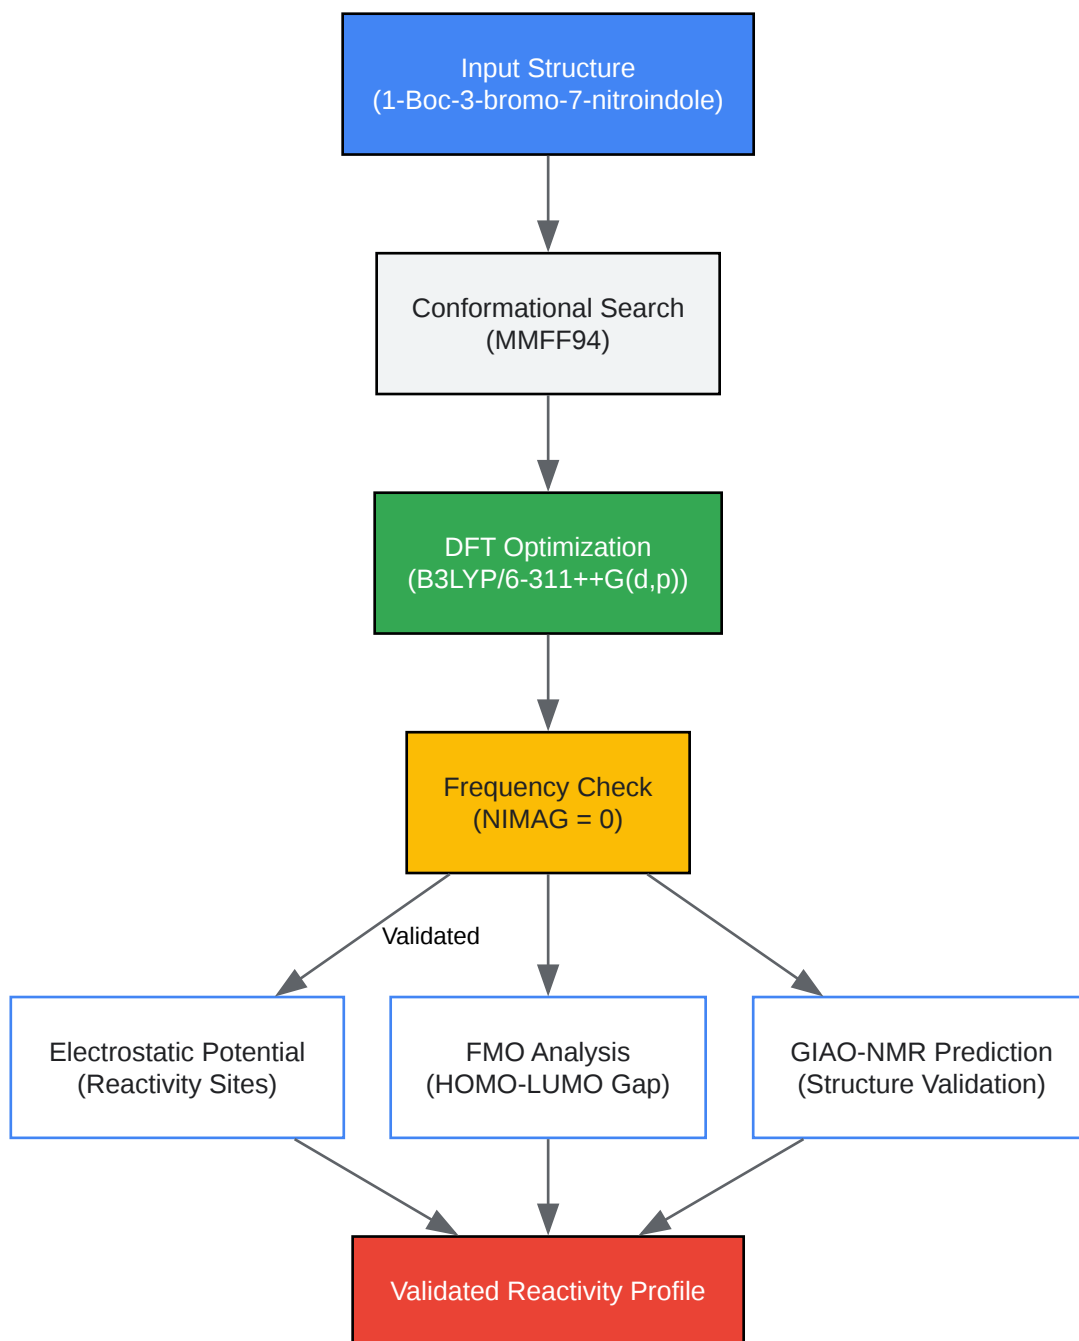 Input Structure
(1-Boc-3-bromo-7-nitroindole)
Conformational Search
(MMFF94)
DFT Optimization
(B3LYP/6-311++G(d,p))
Frequency Check
(NIMAG = 0)
Validated
Electrostatic Potential
(Reactivity Sites)
FMO Analysis
(HOMO-LUMO Gap)
GIAO-NMR Prediction
(Structure Validation)
Validated Reactivity Profile